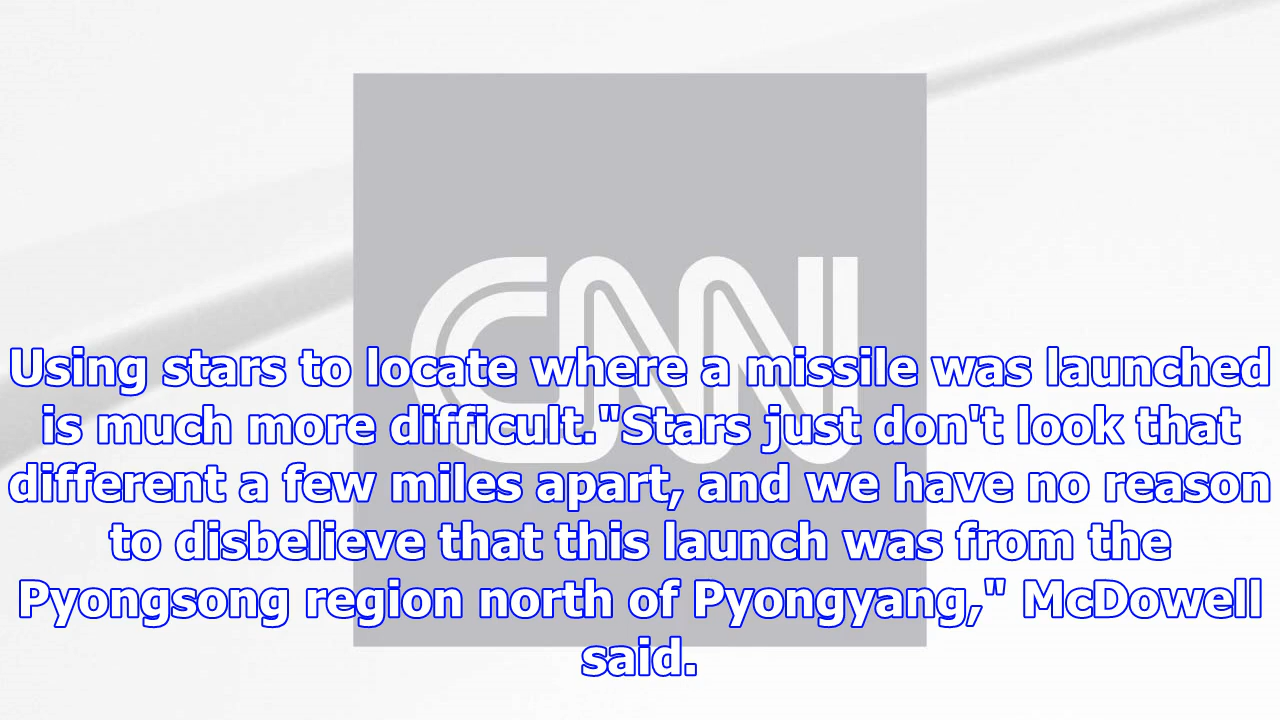 CNN
Using stars to locate where a missile was launched
is much more difficult."Stars just don't look that
different a few miles apart, and we have no reason
to disbelieve that this launch was from the
Pyongsong region north of Pyongyang," McDowell
said.